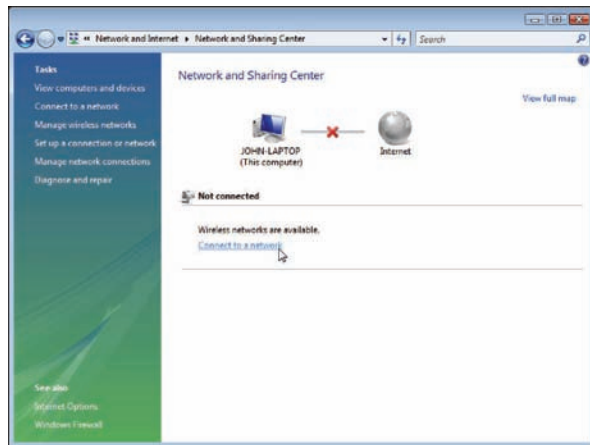 « Network and Internet ▸ Network and Sharing Center
Search
Tasks
View computers and devices
Connect to a network
Manage wireless networks
Set up a connection or network
Manage network connections
Diagnose and repair
See also
Internet Options
Windows Firewall
Network and Sharing Center
View full map
JOHN-LAPTOP
(This computer)
Internet
Not connected
Wireless networks are available.
Connect to a network